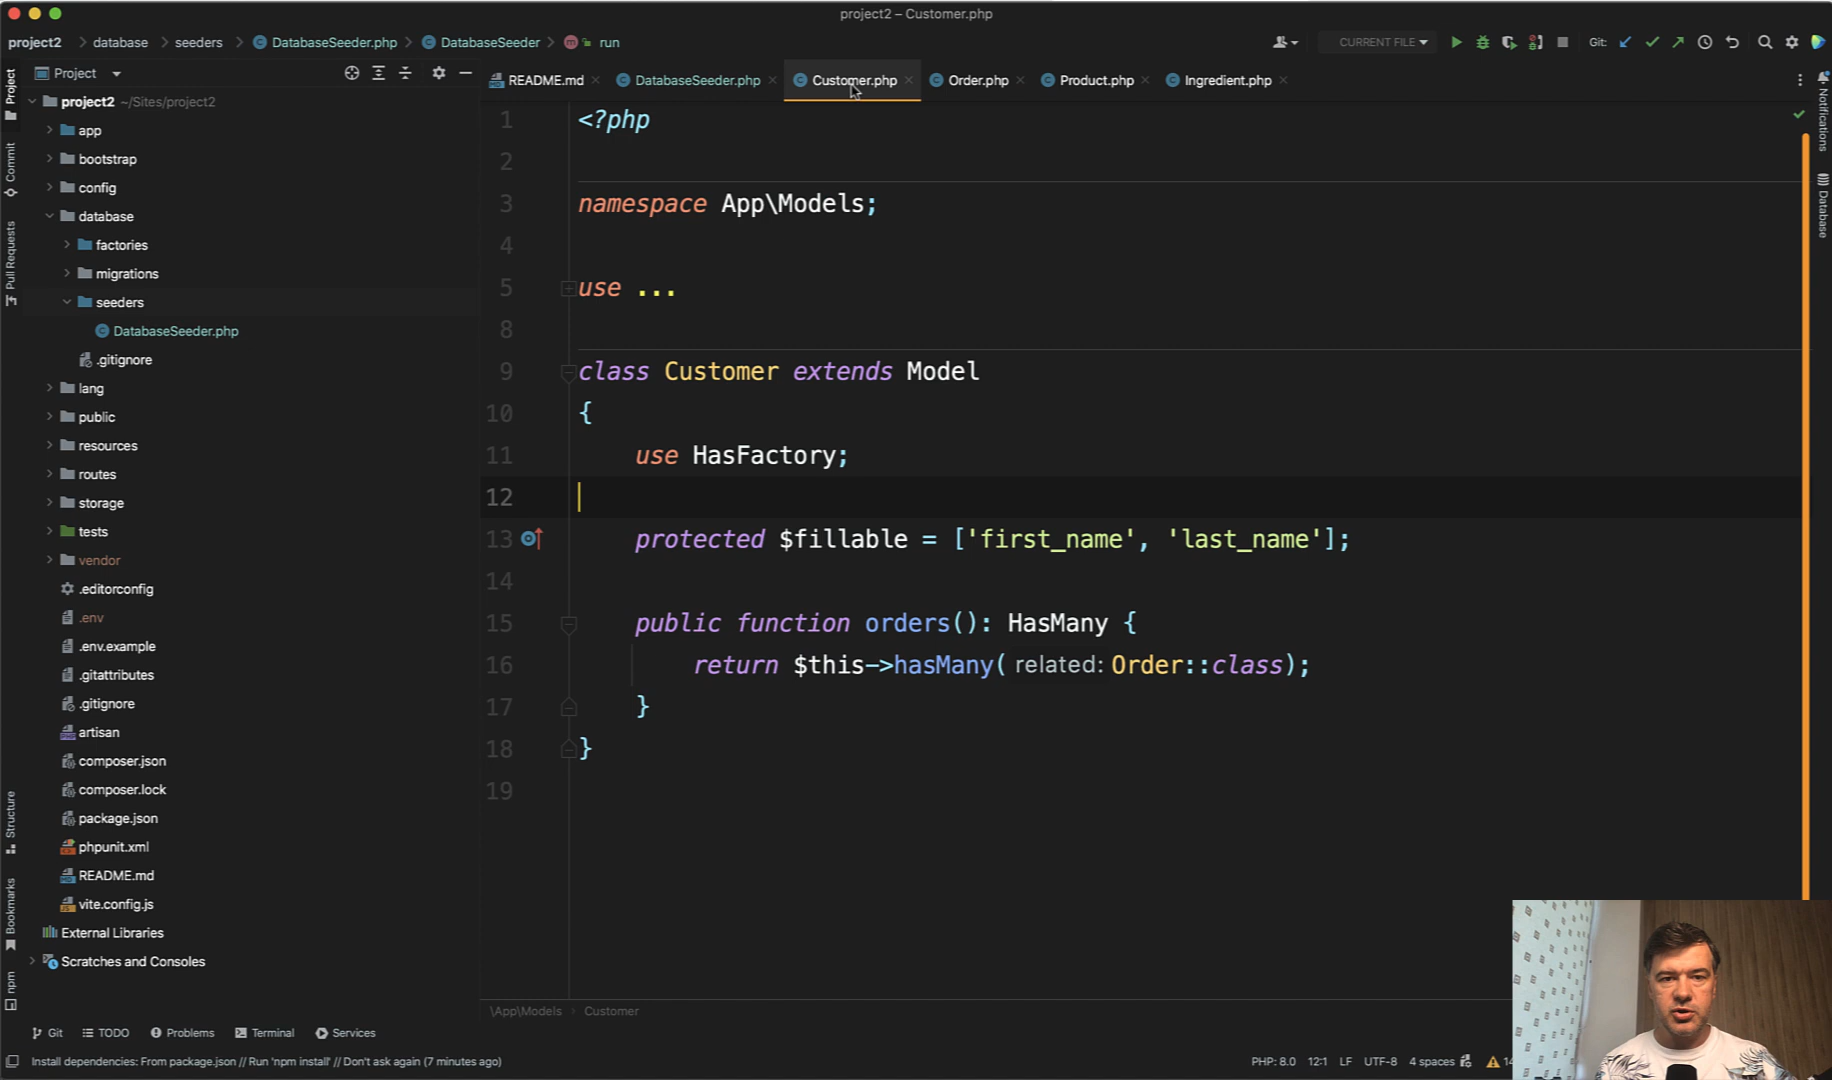 project2 – Customer.php
project2 database seeders DatabaseSeeder.php DatabaseSeeder run
CURRENT FILE Git:
Project
README.md DatabaseSeeder.php Customer.php Order.php Product.php Ingredient.php
project2 ~/Sites/project2
app
bootstrap
config
database
factories
migrations
seeders
DatabaseSeeder.php
.gitignore
lang
public
resources
routes
storage
tests
vendor
.editorconfig
.env
.env.example
.gitattributes
.gitignore
artisan
composer.json
composer.lock
package.json
phpunit.xml
README.md
vite.config.js
External Libraries
Scratches and Consoles
Project
Commit
Pull Requests
Structure
Bookmarks
npm
1 <?php
2
3 namespace App\Models;
4
5 use ...
8
9 class Customer extends Model
10 {
11 use HasFactory;
12
13 protected $fillable = ['first_name', 'last_name'];
14
15 public function orders(): HasMany {
16 return $this->hasMany( related: Order::class);
17 }
18 }
19
Notifications
Database
\App\Models Customer
Git TODO Problems Terminal Services
Install dependencies: From package.json // Run 'npm install' // Don't ask again (7 minutes ago)
PHP: 8.0 12:1 LF UTF-8 4 spaces